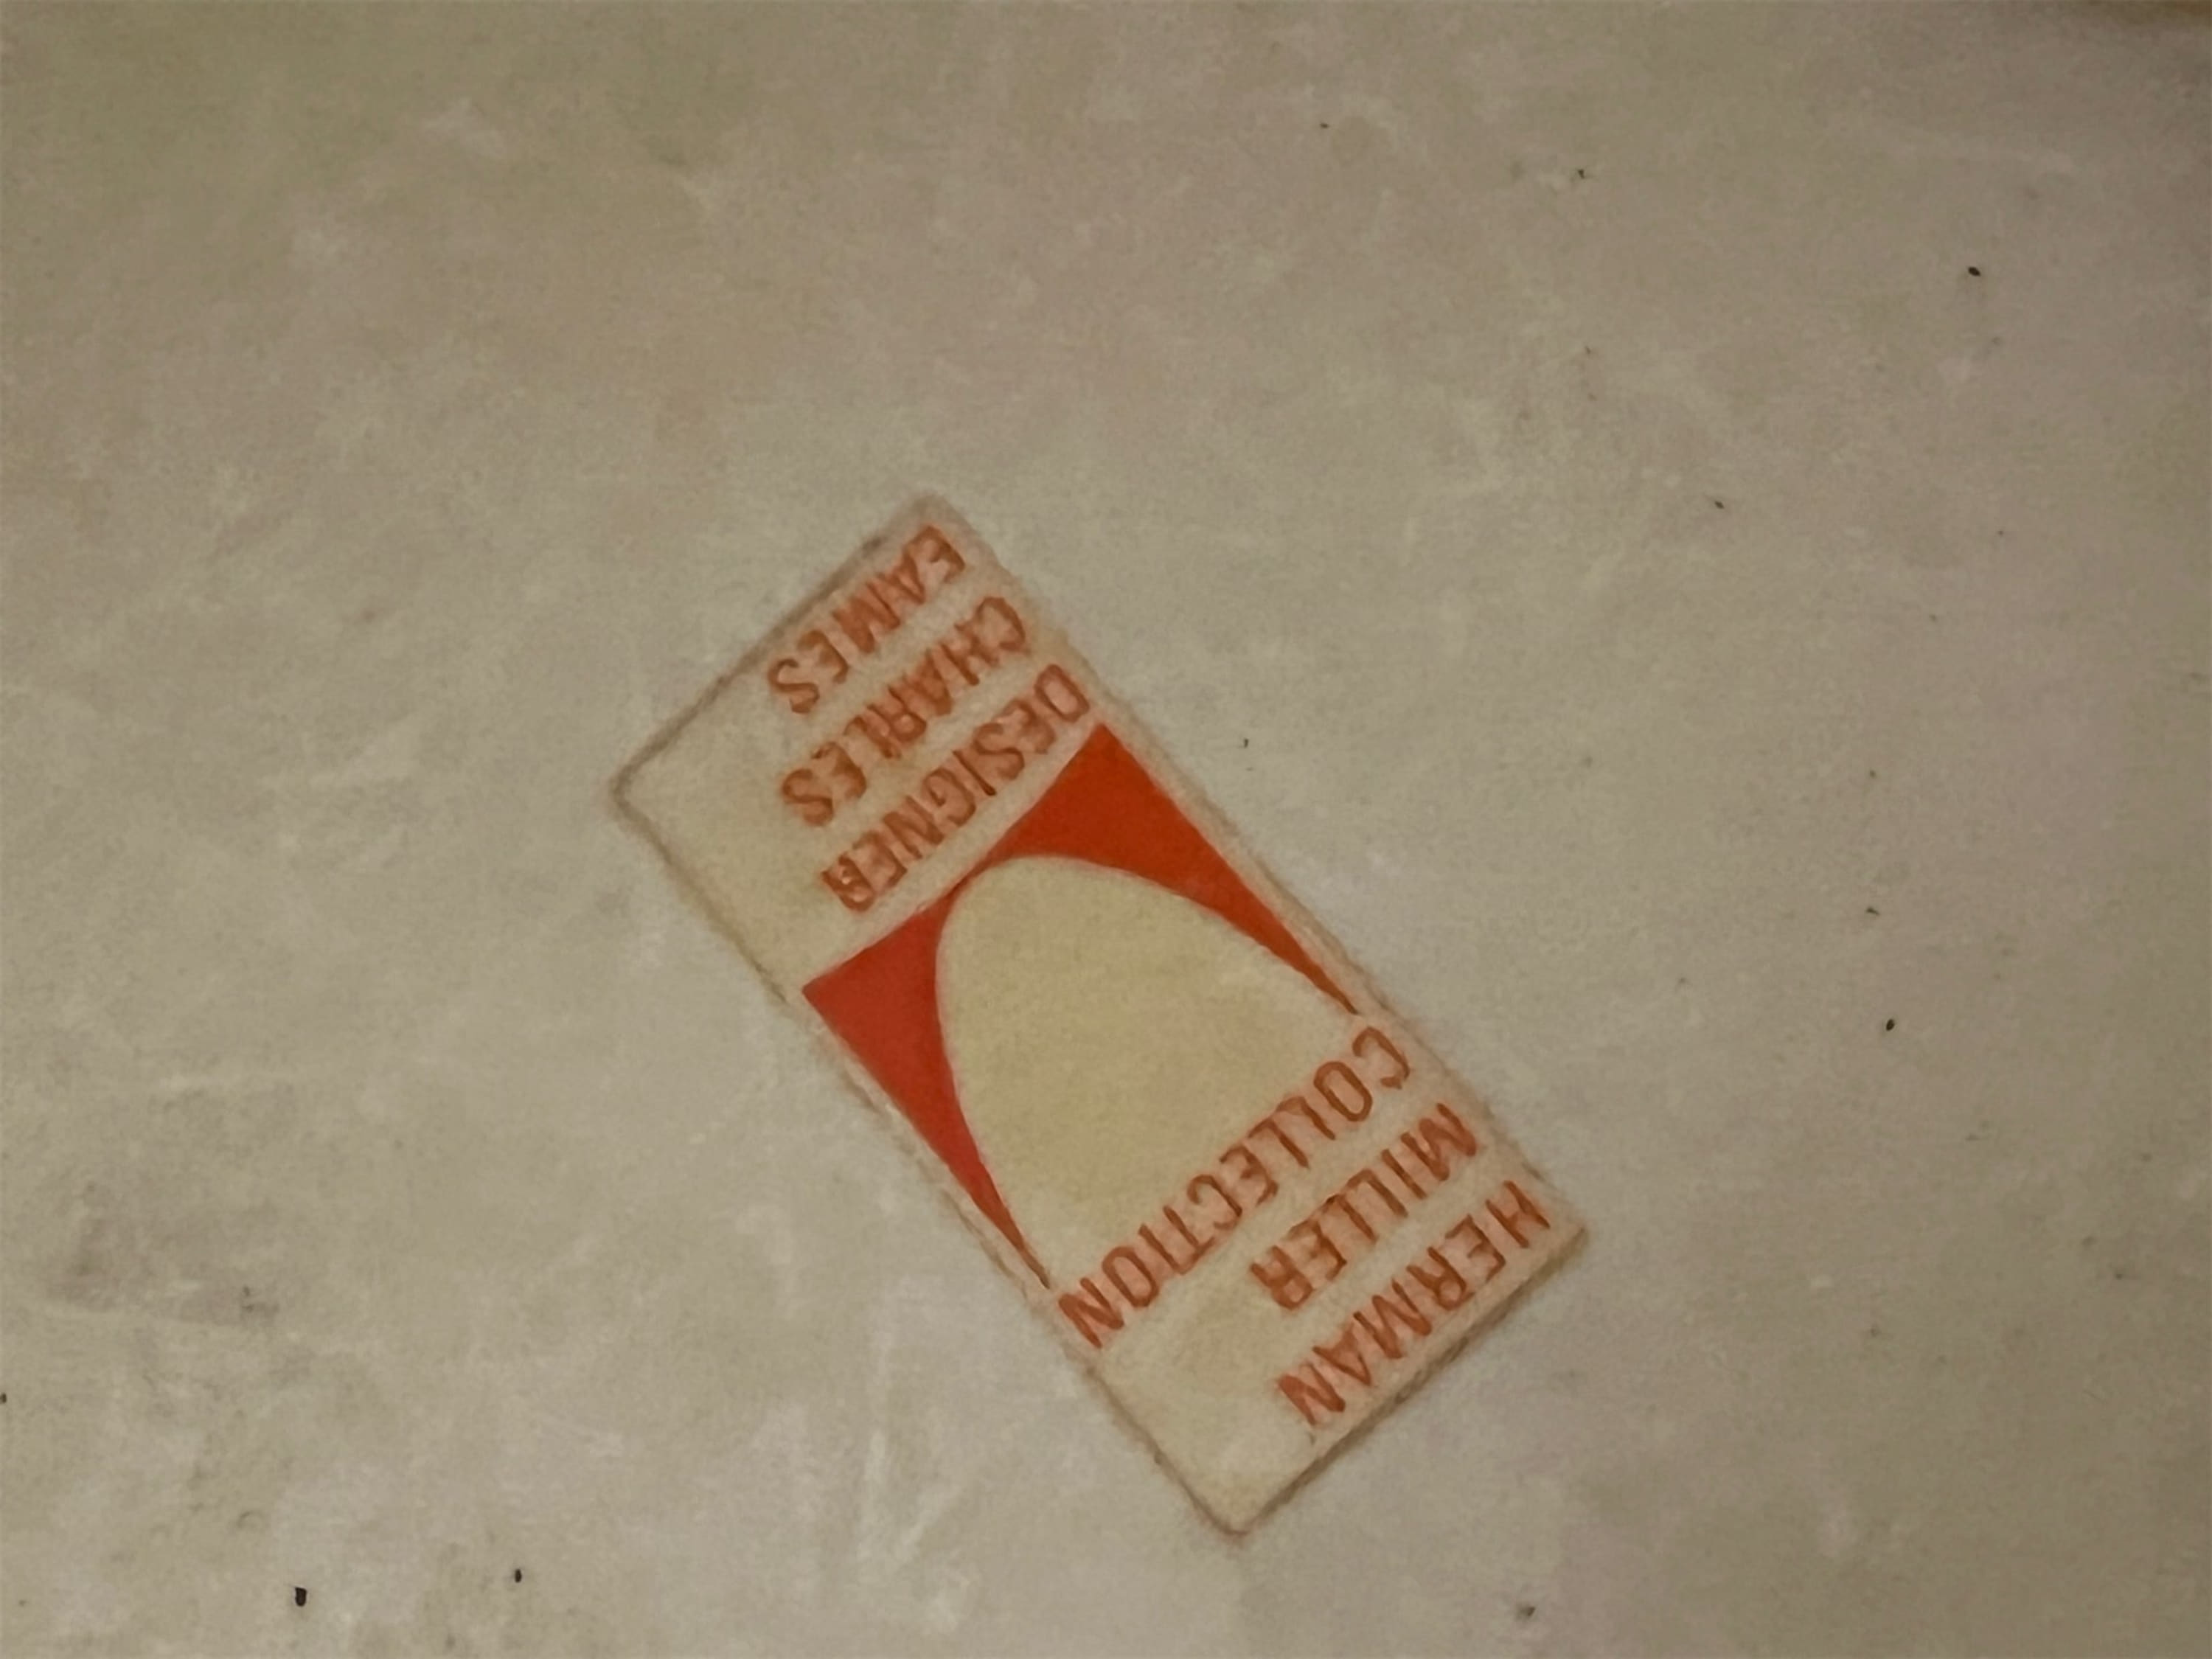 HERMAN
MILLER
COLLECTION
DESIGNER
CHARLES
EAMES